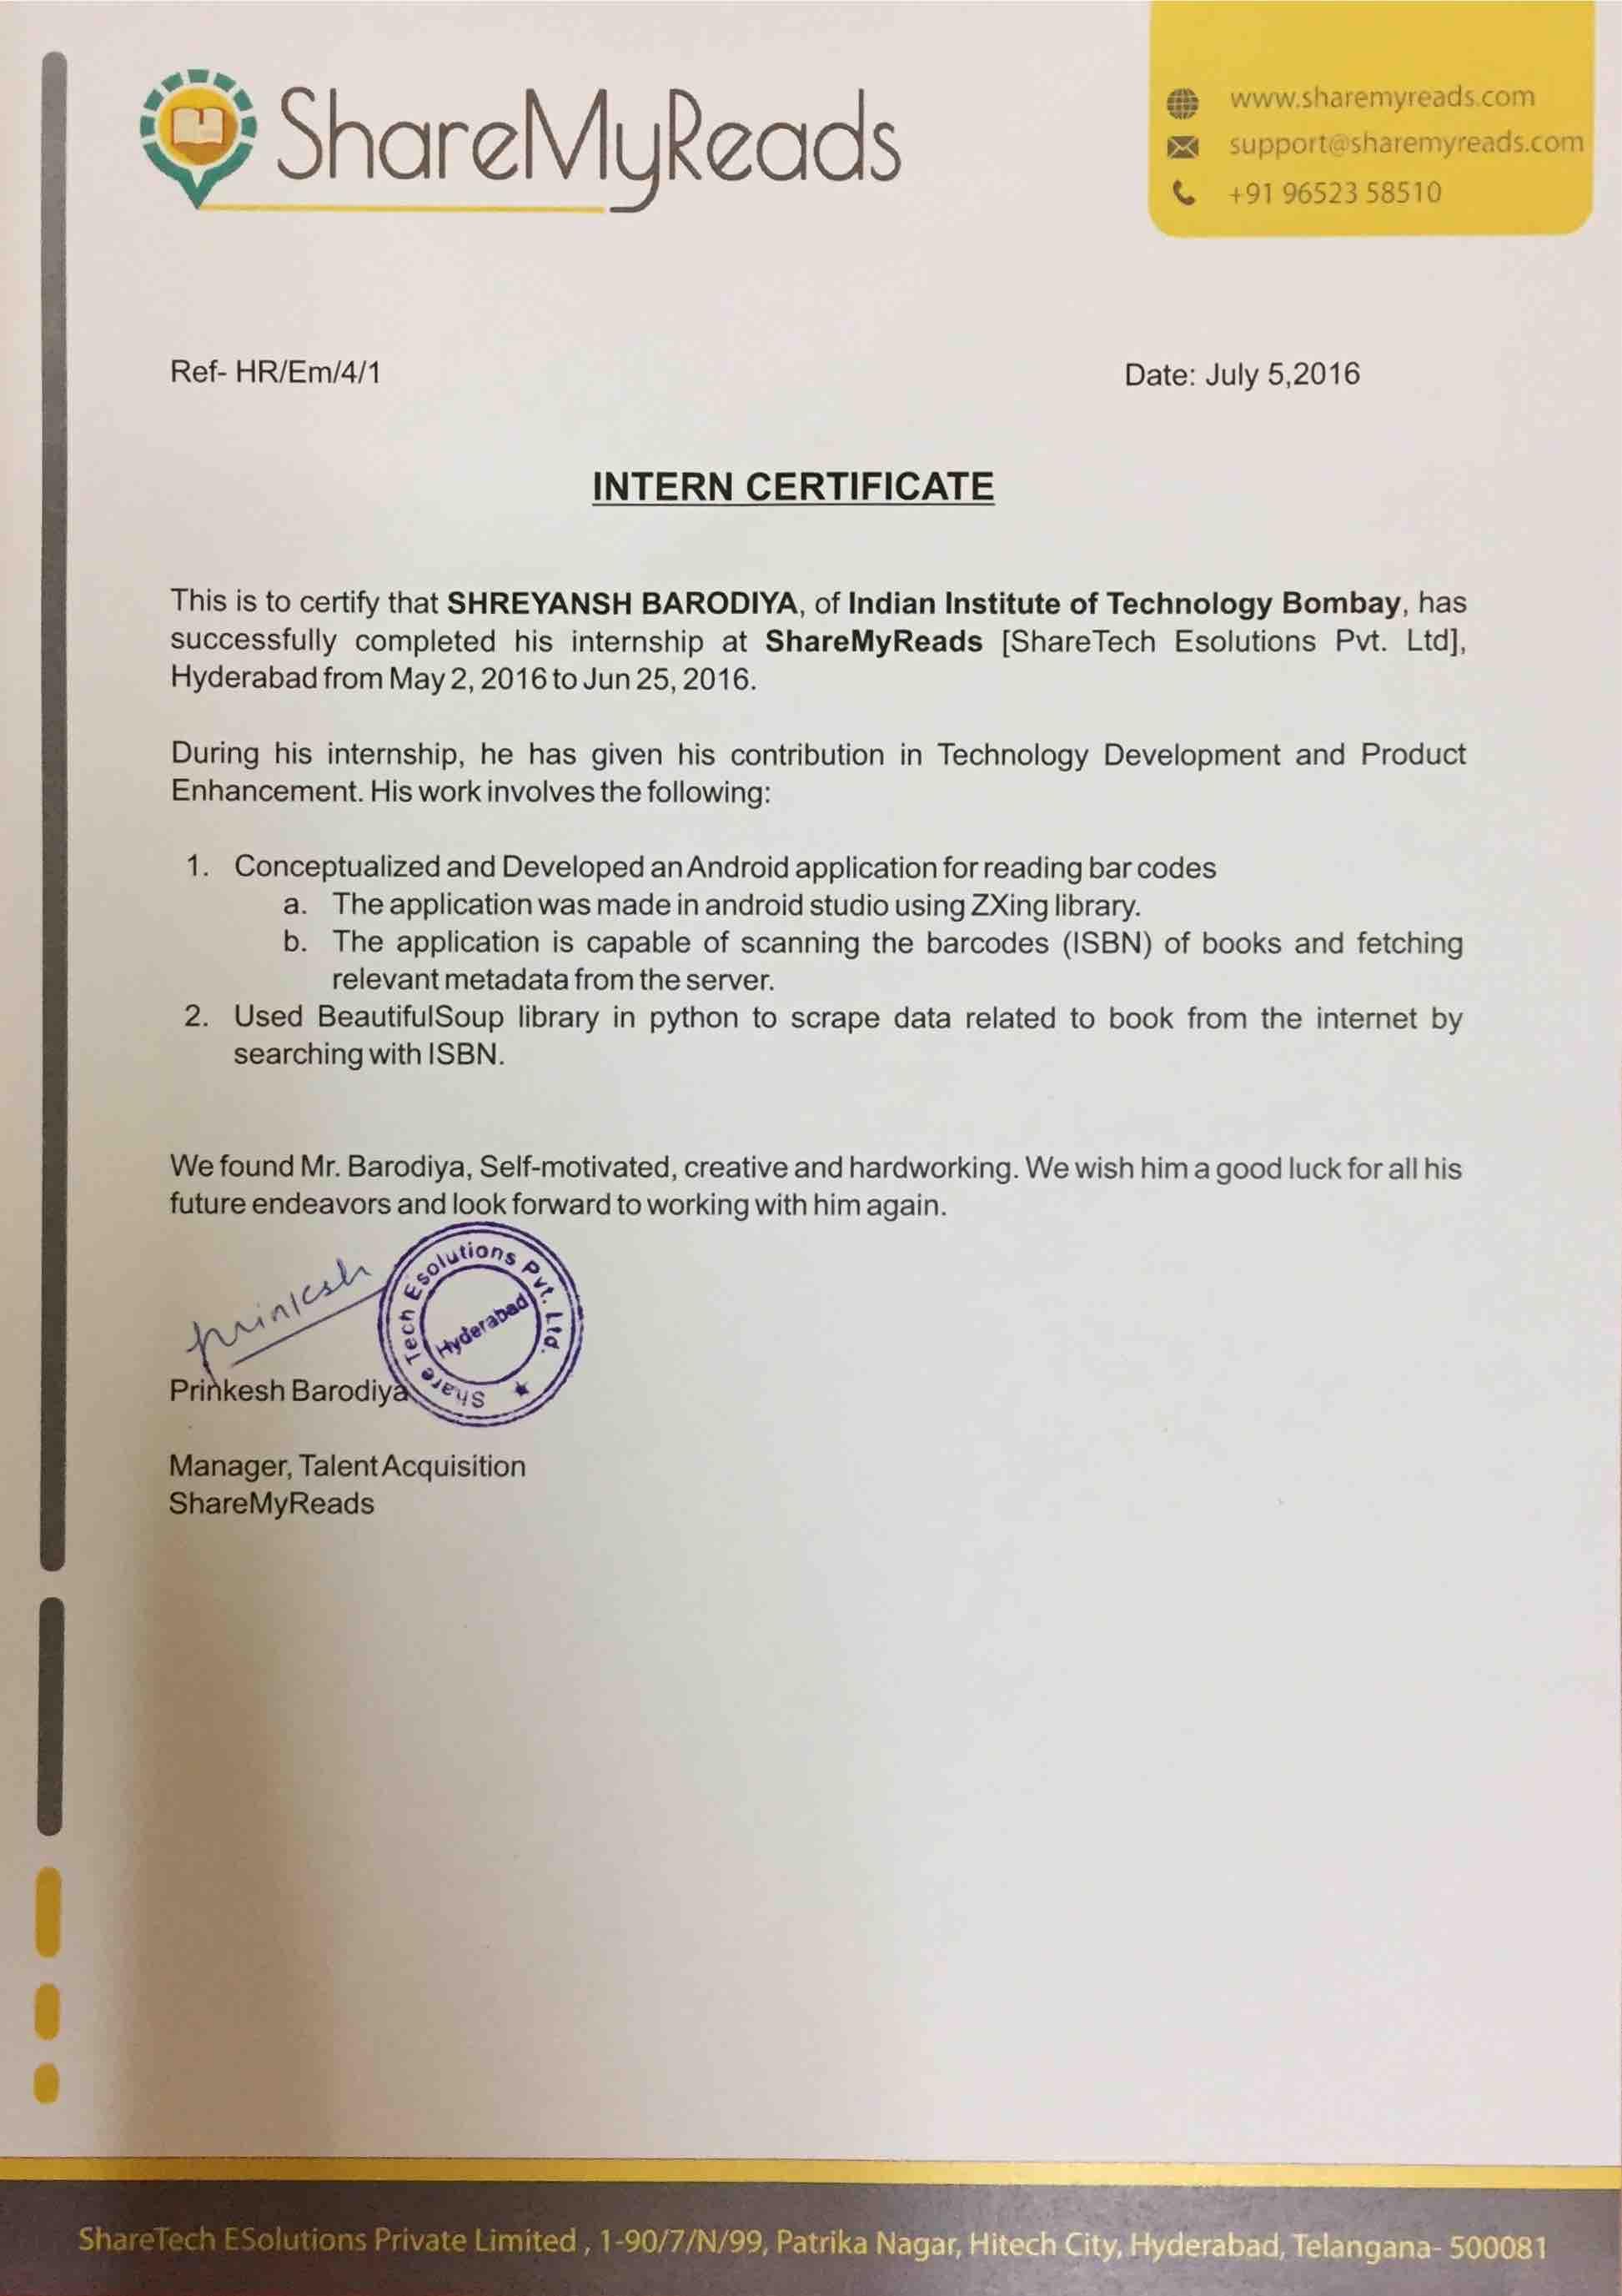 ShareMyReads
www.sharemyreads.com
support@sharemyreads.com
+91 96523 58510
Ref- HR/Em/4/1
Date: July 5,2016
INTERN CERTIFICATE
This is to certify that SHREYANSH BARODIYA, of Indian Institute of Technology Bombay, has
successfully completed his internship at ShareMyReads [ShareTech Esolutions Pvt. Ltd],
Hyderabad from May 2, 2016 to Jun 25, 2016.
During his internship, he has given his contribution in Technology Development and Product
Enhancement. His work involves the following:
1. Conceptualized and Developed an Android application for reading bar codes
a. The application was made in android studio using ZXing library.
b. The application is capable of scanning the barcodes (ISBN) of books and fetching
relevant metadata from the server.
2. Used BeautifulSoup library in python to scrape data related to book from the internet by
searching with ISBN.
We found Mr. Barodiya, Self-motivated, creative and hardworking. We wish him a good luck for all his
future endeavors and look forward to working with him again.
Prinkesh
Share Tech Esolutions Pvt. Ltd.
Hyderabad
Prinkesh Barodiya
Manager, Talent Acquisition
ShareMyReads
ShareTech ESolutions Private Limited , 1-90/7/N/99, Patrika Nagar, Hitech City, Hyderabad, Telangana- 500081